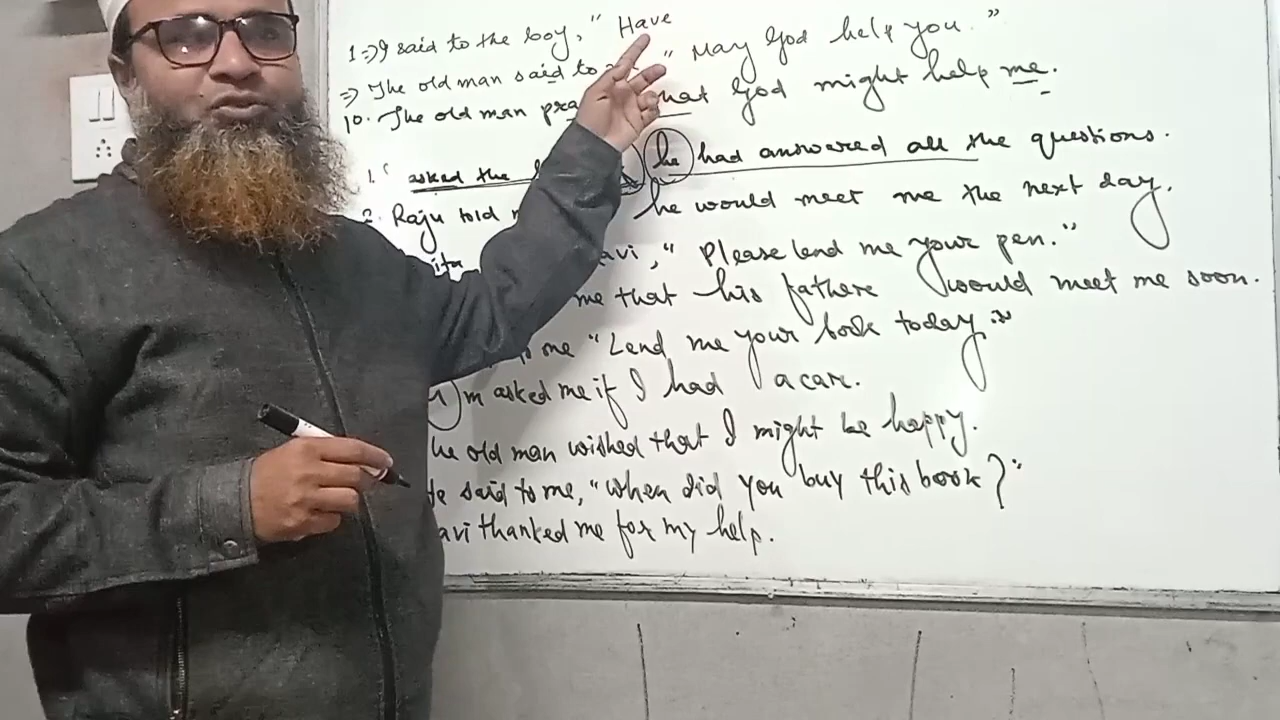 1 ⇒ I said to the boy, " Have
⇒ The old man said to " May God help you."
10. The old man that God might help me.
1. asked the he had answered all the questions.
2. Raju told he would meet me the next day.
avi, " Please lend me your pen."
me that his father would meet me soon.
me "Lend me your book today."
m asked me if I had a car.
he old man wished that I might be happy.
He said to me, "When did you buy this book?"
avi thanked me for my help.